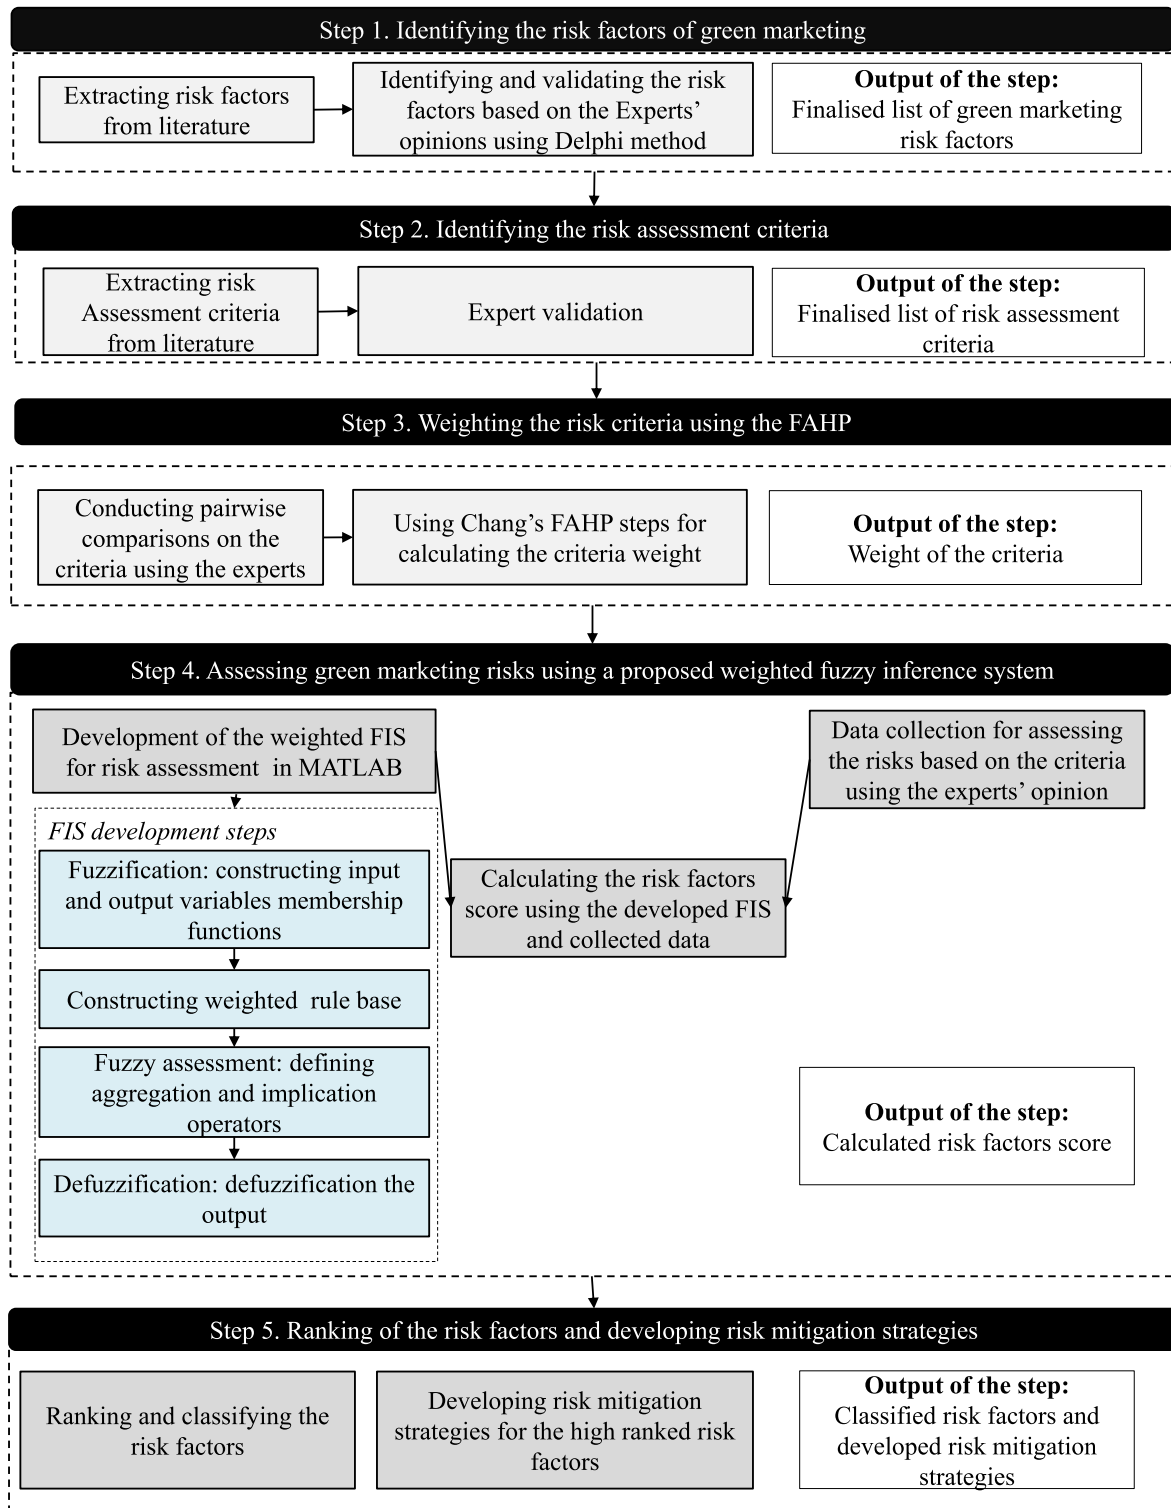 Step 1. Identifying the risk factors of green marketing
Extracting risk factors
from literature
Identifying and validating the risk
factors based on the Experts’
opinions using Delphi method
Output of the step:
Finalised list of green marketing
risk factors
Step 2. Identifying the risk assessment criteria
Extracting risk
Assessment criteria
from literature
Expert validation
Output of the step:
Finalised list of risk assessment
criteria
Step 3. Weighting the risk criteria using the FAHP
Conducting pairwise
comparisons on the
criteria using the experts
Using Chang’s FAHP steps for
calculating the criteria weight
Output of the step:
Weight of the criteria
Step 4. Assessing green marketing risks using a proposed weighted fuzzy inference system
Development of the weighted FIS
for risk assessment in MATLAB
Data collection for assessing
the risks based on the criteria
using the experts’ opinion
FIS development steps
Fuzzification: constructing input
and output variables membership
functions
Calculating the risk factors
score using the developed FIS
and collected data
Constructing weighted rule base
Fuzzy assessment: defining
aggregation and implication
operators
Output of the step:
Calculated risk factors score
Defuzzification: defuzzification the
output
Step 5. Ranking of the risk factors and developing risk mitigation strategies
Ranking and classifying the
risk factors
Developing risk mitigation
strategies for the high ranked risk
factors
Output of the step:
Classified risk factors and
developed risk mitigation
strategies